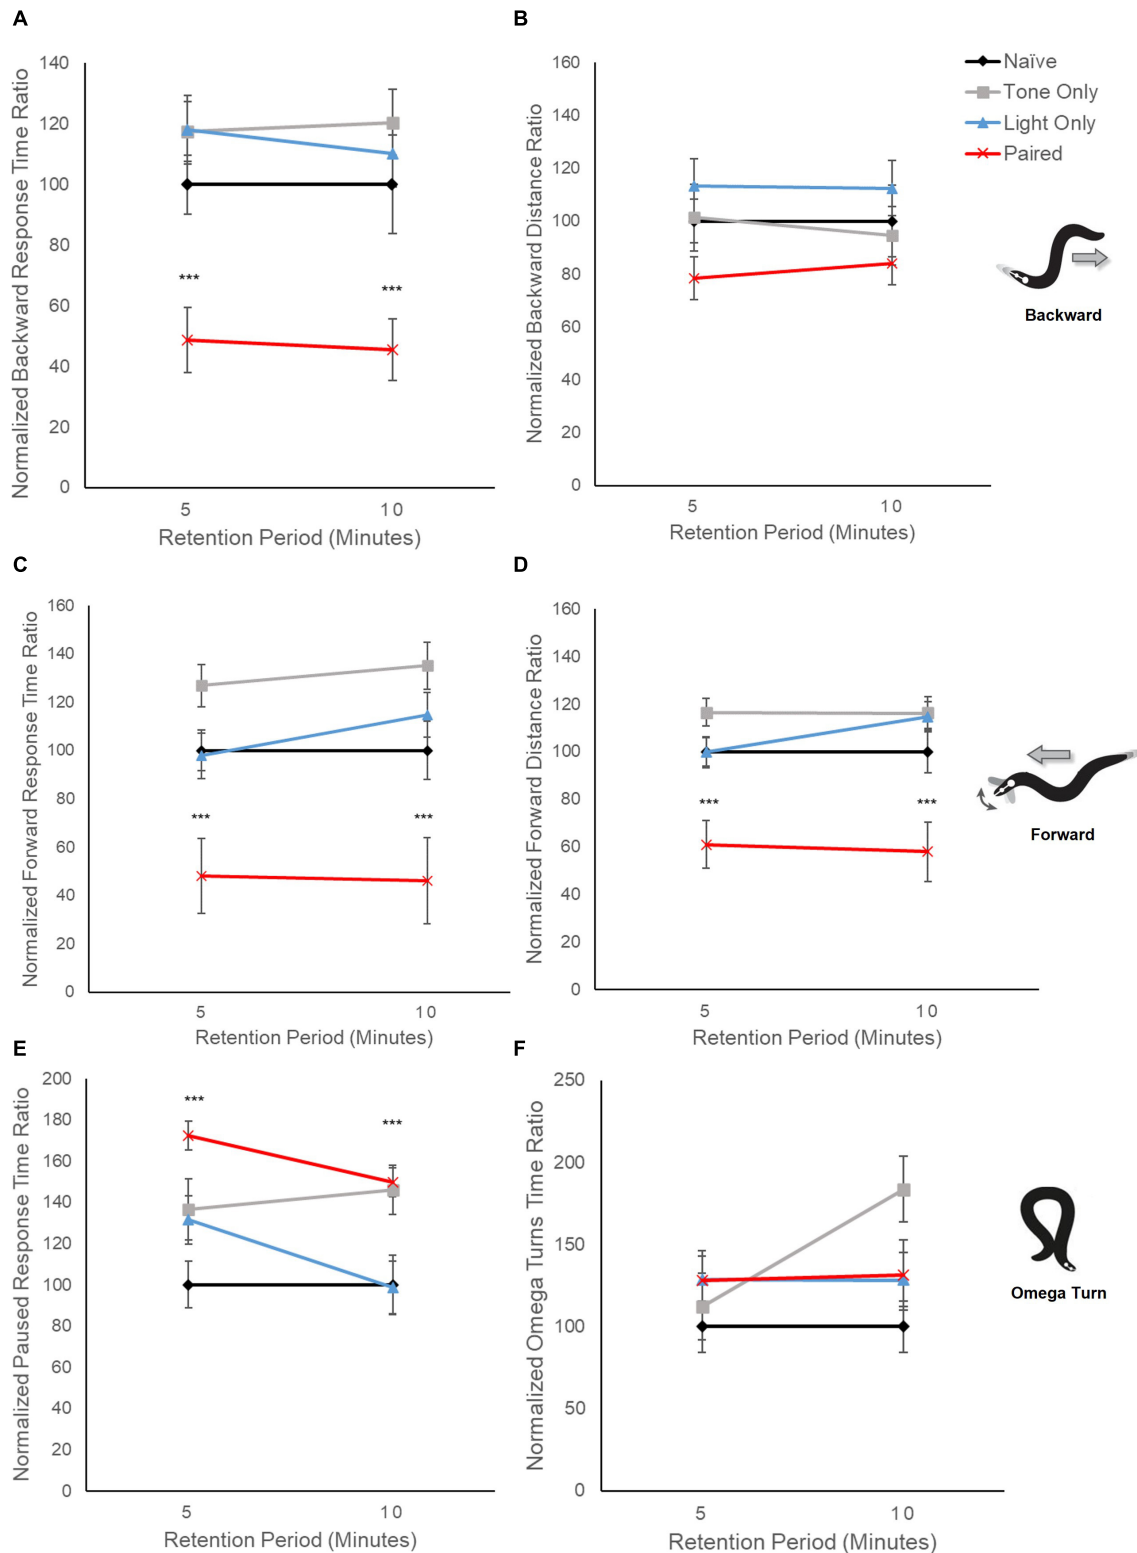 A
Normalized Backward Response Time Ratio
140
120
100
80
60
40
20
0
***
***
5
10
Retention Period (Minutes)
B
Normalized Backward Distance Ratio
160
140
120
100
80
60
40
20
0
5
10
Retention Period (Minutes)
Naïve
Tone Only
Light Only
Paired
Backward
C
Normalized Forward Response Time Ratio
160
140
120
100
80
60
40
20
0
***
***
5
10
Retention Period (Minutes)
D
Normalized Forward Distance Ratio
160
140
120
100
80
60
40
20
0
***
***
5
10
Retention Period (Minutes)
Forward
E
Normalized Paused Response Time Ratio
200
180
160
140
120
100
80
60
40
20
0
***
***
5
10
Retention Period (Minutes)
F
Normalized Omega Turns Time Ratio
250
200
150
100
50
0
5
10
Retention Period (Minutes)
Omega Turn